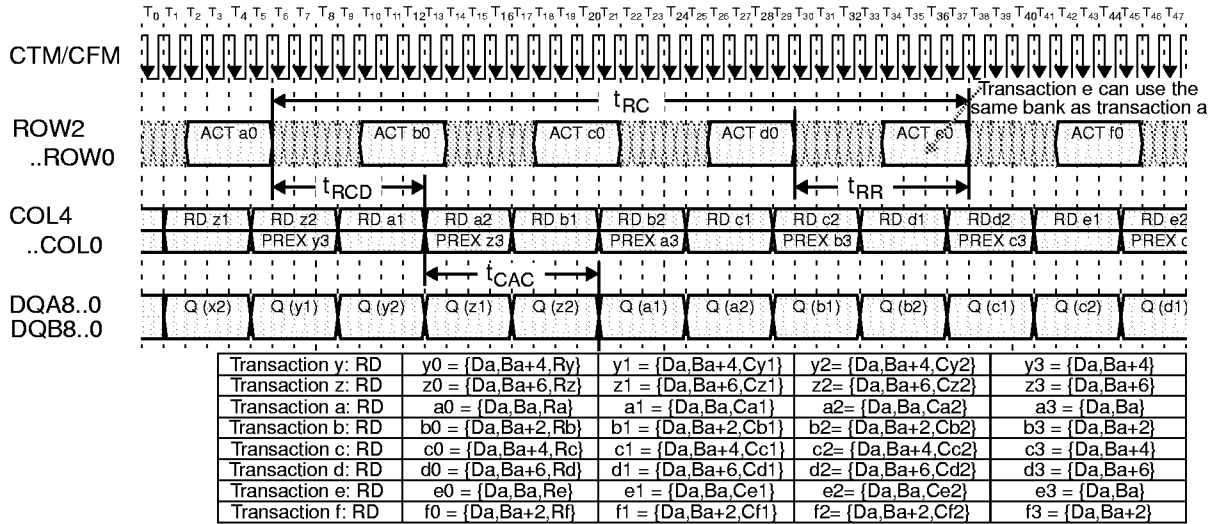 T0 T1 T2 T3 T4 T5 T6 T7 T8 T9 T10 T11 T12 T13 T14 T15 T16 T17 T18 T19 T20 T21 T22 T23 T24 T25 T26 T27 T28 T29 T30 T31 T32 T33 T34 T35 T36 T37 T38 T39 T40 T41 T42 T43 T44 T45 T46 T47
CTM/CFM
Transaction e can use the
same bank as transaction a
tRC
ROW2
..ROW0
ACT a0 ACT b0 ACT c0 ACT d0 ACT e0 ACT f0
tRCD tRR
COL4
..COL0
RD z1 RD z2 RD a1 RD a2 RD b1 RD b2 RD c1 RD c2 RD d1 RDd2 RD e1 RD e2
PREX y3 PREX z3 PREX a3 PREX b3 PREX c3 PREX
tCAC
DQA8..0
DQB8..0
Q (x2) Q (y1) Q (y2) Q (z1) Q (z2) Q (a1) Q (a2) Q (b1) Q (b2) Q (c1) Q (c2) Q (d1)
Transaction y: RD y0 = {Da,Ba+4,Ry} y1 = {Da,Ba+4,Cy1} y2= {Da,Ba+4,Cy2} y3 = {Da,Ba+4}
Transaction z: RD z0 = {Da,Ba+6,Rz} z1 = {Da,Ba+6,Cz1} z2= {Da,Ba+6,Cz2} z3 = {Da,Ba+6}
Transaction a: RD a0 = {Da,Ba,Ra} a1 = {Da,Ba,Ca1} a2= {Da,Ba,Ca2} a3 = {Da,Ba}
Transaction b: RD b0 = {Da,Ba+2,Rb} b1 = {Da,Ba+2,Cb1} b2= {Da,Ba+2,Cb2} b3 = {Da,Ba+2}
Transaction c: RD c0 = {Da,Ba+4,Rc} c1 = {Da,Ba+4,Cc1} c2= {Da,Ba+4,Cc2} c3 = {Da,Ba+4}
Transaction d: RD d0 = {Da,Ba+6,Rd} d1 = {Da,Ba+6,Cd1} d2= {Da,Ba+6,Cd2} d3 = {Da,Ba+6}
Transaction e: RD e0 = {Da,Ba,Re} e1 = {Da,Ba,Ce1} e2= {Da,Ba,Ce2} e3 = {Da,Ba}
Transaction f: RD f0 = {Da,Ba+2,Rf} f1 = {Da,Ba+2,Cf1} f2= {Da,Ba+2,Cf2} f3 = {Da,Ba+2}